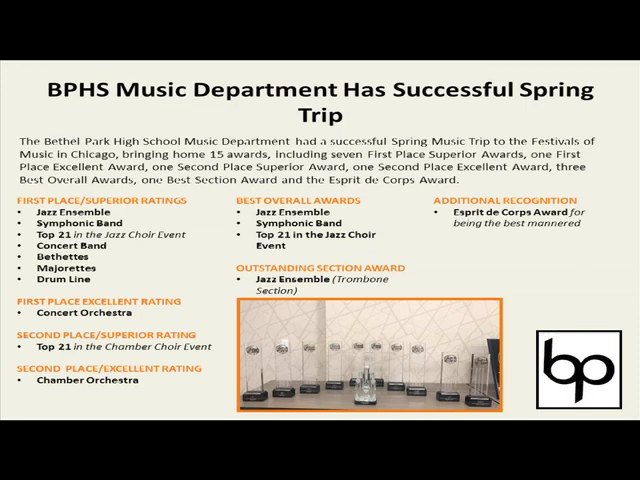 BPHS Music Department Has Successful Spring
Trip
The Bethel Park High School Music Department had a successful Spring Music Trip to the Festivals of
Music in Chicago, bringing home 15 awards, including seven First Place Superior Awards, one First
Place Excellent Award, one Second Place Superior Award, one Second Place Excellent Award, three
Best Overall Awards, one Best Section Award and the Esprit de Corps Award.
FIRST PLACE/SUPERIOR RATINGS
• Jazz Ensemble
• Symphonic Band
• Top 21 in the Jazz Choir Event
• Concert Band
• Bethettes
• Majorettes
• Drum Line
FIRST PLACE EXCELLENT RATING
• Concert Orchestra
SECOND PLACE/SUPERIOR RATING
• Top 21 in the Chamber Choir Event
SECOND PLACE/EXCELLENT RATING
• Chamber Orchestra
BEST OVERALL AWARDS
• Jazz Ensemble
• Symphonic Band
• Top 21 in the Jazz Choir
Event
OUTSTANDING SECTION AWARD
• Jazz Ensemble (Trombone
Section)
ADDITIONAL RECOGNITION
• Esprit de Corps Award for
being the best mannered
bp